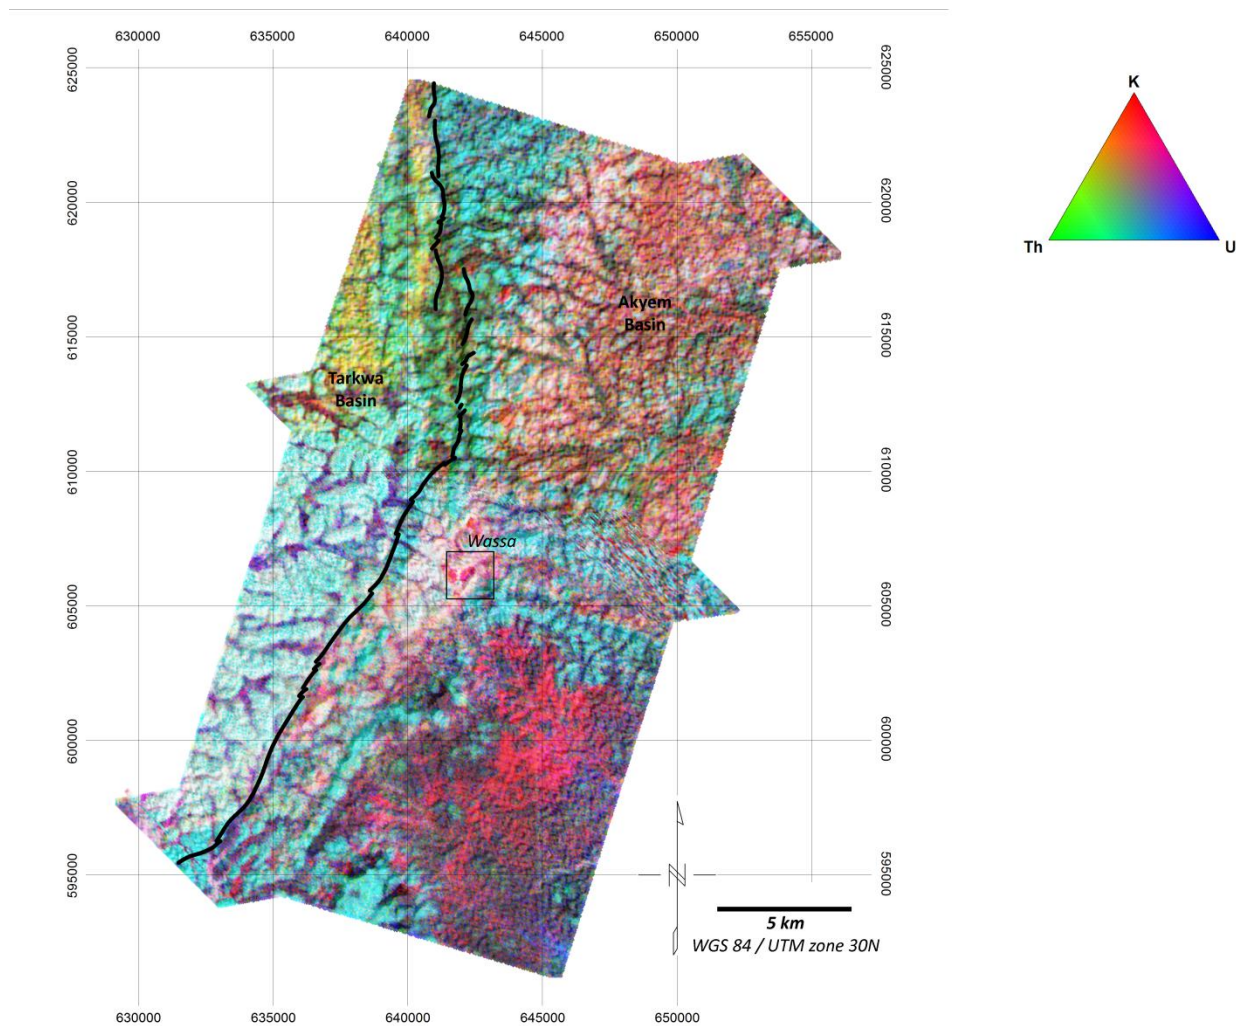 630000 635000 640000 645000 650000 655000
625000 625000
K
620000 620000
Th U
Akyem
Basin
615000 615000
Tarkwa
Basin
610000 610000
Wassa
605000 605000
600000 600000
595000 595000
N
5 km
WGS 84 / UTM zone 30N
630000 635000 640000 645000 650000